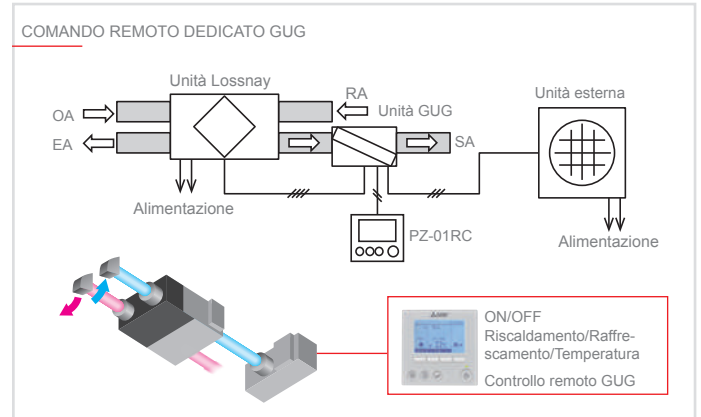 COMANDO REMOTO DEDICATO GUG
Unità Lossnay
RA
Unità esterna
OA
Unità GUG
EA
SA
Alimentazione
PZ-01RC
Alimentazione
ON/OFF
Riscaldamento/Raffre-
scamento/Temperatura
Controllo remoto GUG